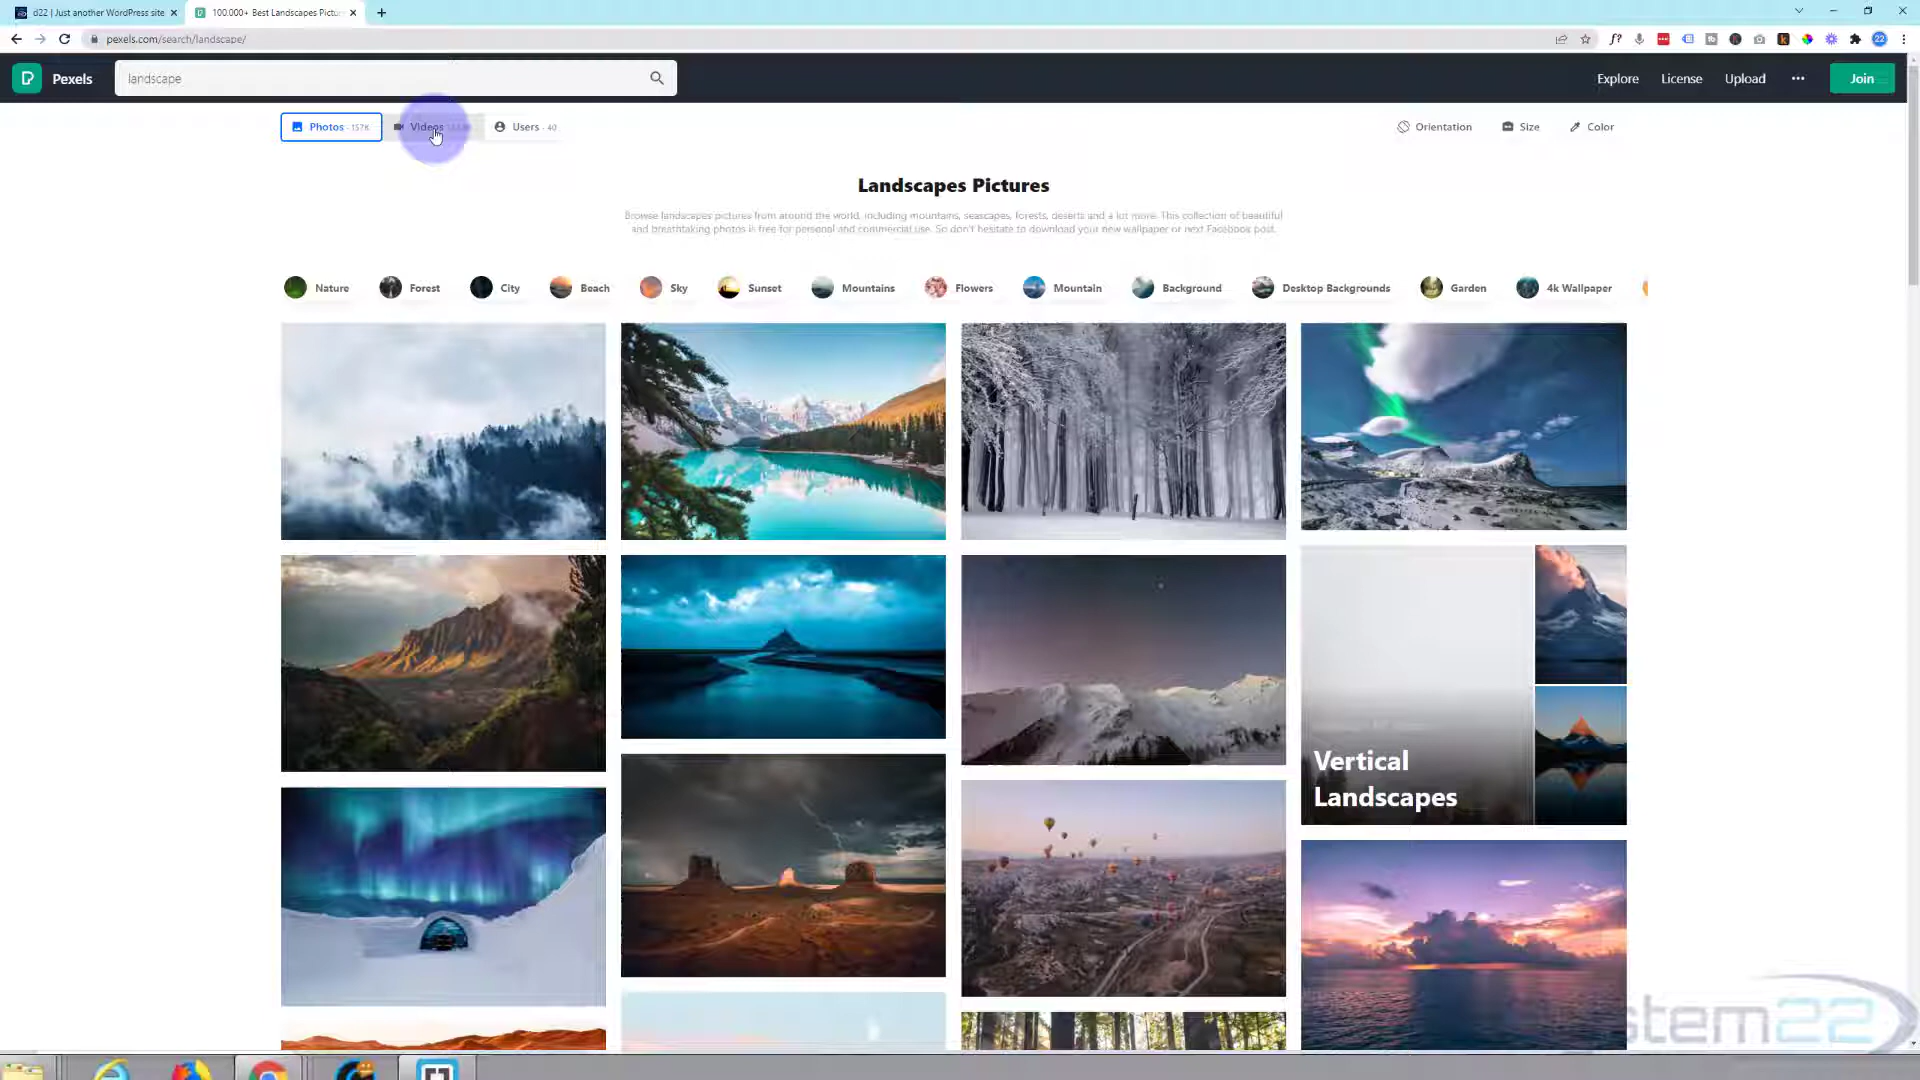 d22 | Just another WordPress site
100.000+ Best Landscapes Pictur
pexels.com/search/landscape/
f?
22
Pexels
landscape
Explore
License
Upload
Join
Photos - 157K
Videos
Users - 40
Orientation
Size
Color
Landscapes Pictures
Browse landscapes pictures from around the world, including mountains, seascapes, forests, deserts and a lot more. This collection of beautiful
and breathtaking photos is free for personal and commercial use. So don't hesitate to download your new wallpaper or next Facebook post.
Nature
Forest
City
Beach
Sky
Sunset
Mountains
Flowers
Mountain
Background
Desktop Backgrounds
Garden
4k Wallpaper
Vertical
Landscapes
stem22